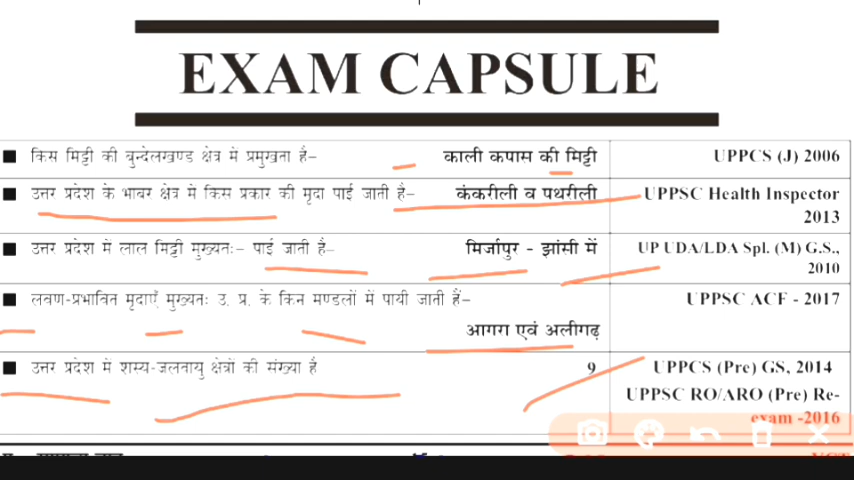 EXAM CAPSULE
■ किस मिट्टी की बुन्देलखण्ड क्षेत्र में प्रमुखता है– काली कपास की मिट्टी UPPCS (J) 2006
■ उत्तर प्रदेश के भाबर क्षेत्र में किस प्रकार की मृदा पाई जाती है– कंकरीली व पथरीली UPPSC Health Inspector
2013
■ उत्तर प्रदेश में लाल मिट्टी मुख्यतः– पाई जाती है– मिर्जापुर - झांसी में UP UDA/LDA Spl. (M) G.S.,
2010
■ लवण-प्रभावित मृदाएँ मुख्यतः उ. प्र. के किन मण्डलों में पायी जाती हैं– UPPSC ACF - 2017
आगरा एवं अलीगढ़
■ उत्तर प्रदेश में शस्य-जलवायु क्षेत्रों की संख्या है 9 UPPCS (Pre) GS, 2014
UPPSC RO/ARO (Pre) Re-
exam -2016